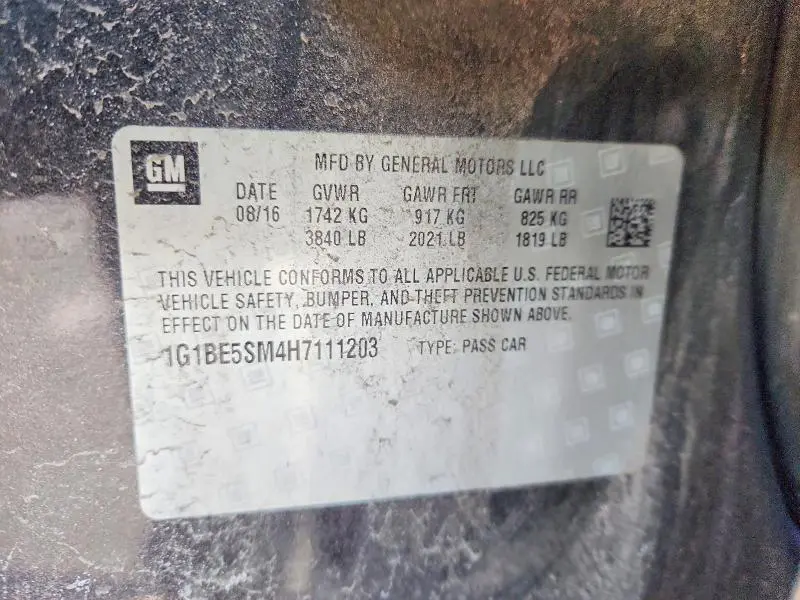 GM
MFD BY GENERAL MOTORS LLC
DATE GVWR GAWR FRT GAWR RR
08/16 1742 KG 917 KG 825 KG
3840 LB 2021 LB 1819 LB
THIS VEHICLE CONFORMS TO ALL APPLICABLE U.S. FEDERAL MOTOR
VEHICLE SAFETY, BUMPER, AND THEFT PREVENTION STANDARDS IN
EFFECT ON THE DATE OF MANUFACTURE SHOWN ABOVE.
1G1BE5SM4H7111203 TYPE: PASS CAR